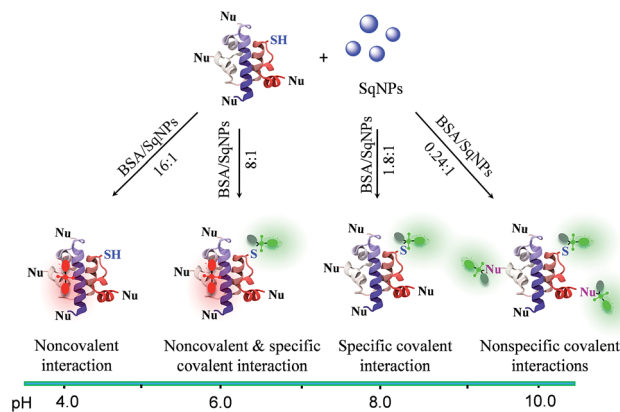 Nu
SH
Nu
+
Nu
Nu
SqNPs
BSA/SqNPs
16:1
BSA/SqNPs
8:1
BSA/SqNPs
1.8:1
BSA/SqNPs
0.24:1
Nu
SH
Nu
Nu
Nu
Nu
S
Nu
Nu
Nu
Nu
S
Nu
Nu
Nu
Nu
S
Nu
Nu
Nu
Noncovalent
interaction
Noncovalent & specific
covalent interaction
Specific covalent
interaction
Nonspecific covalent
interactions
pH 4.0 6.0 8.0 10.0